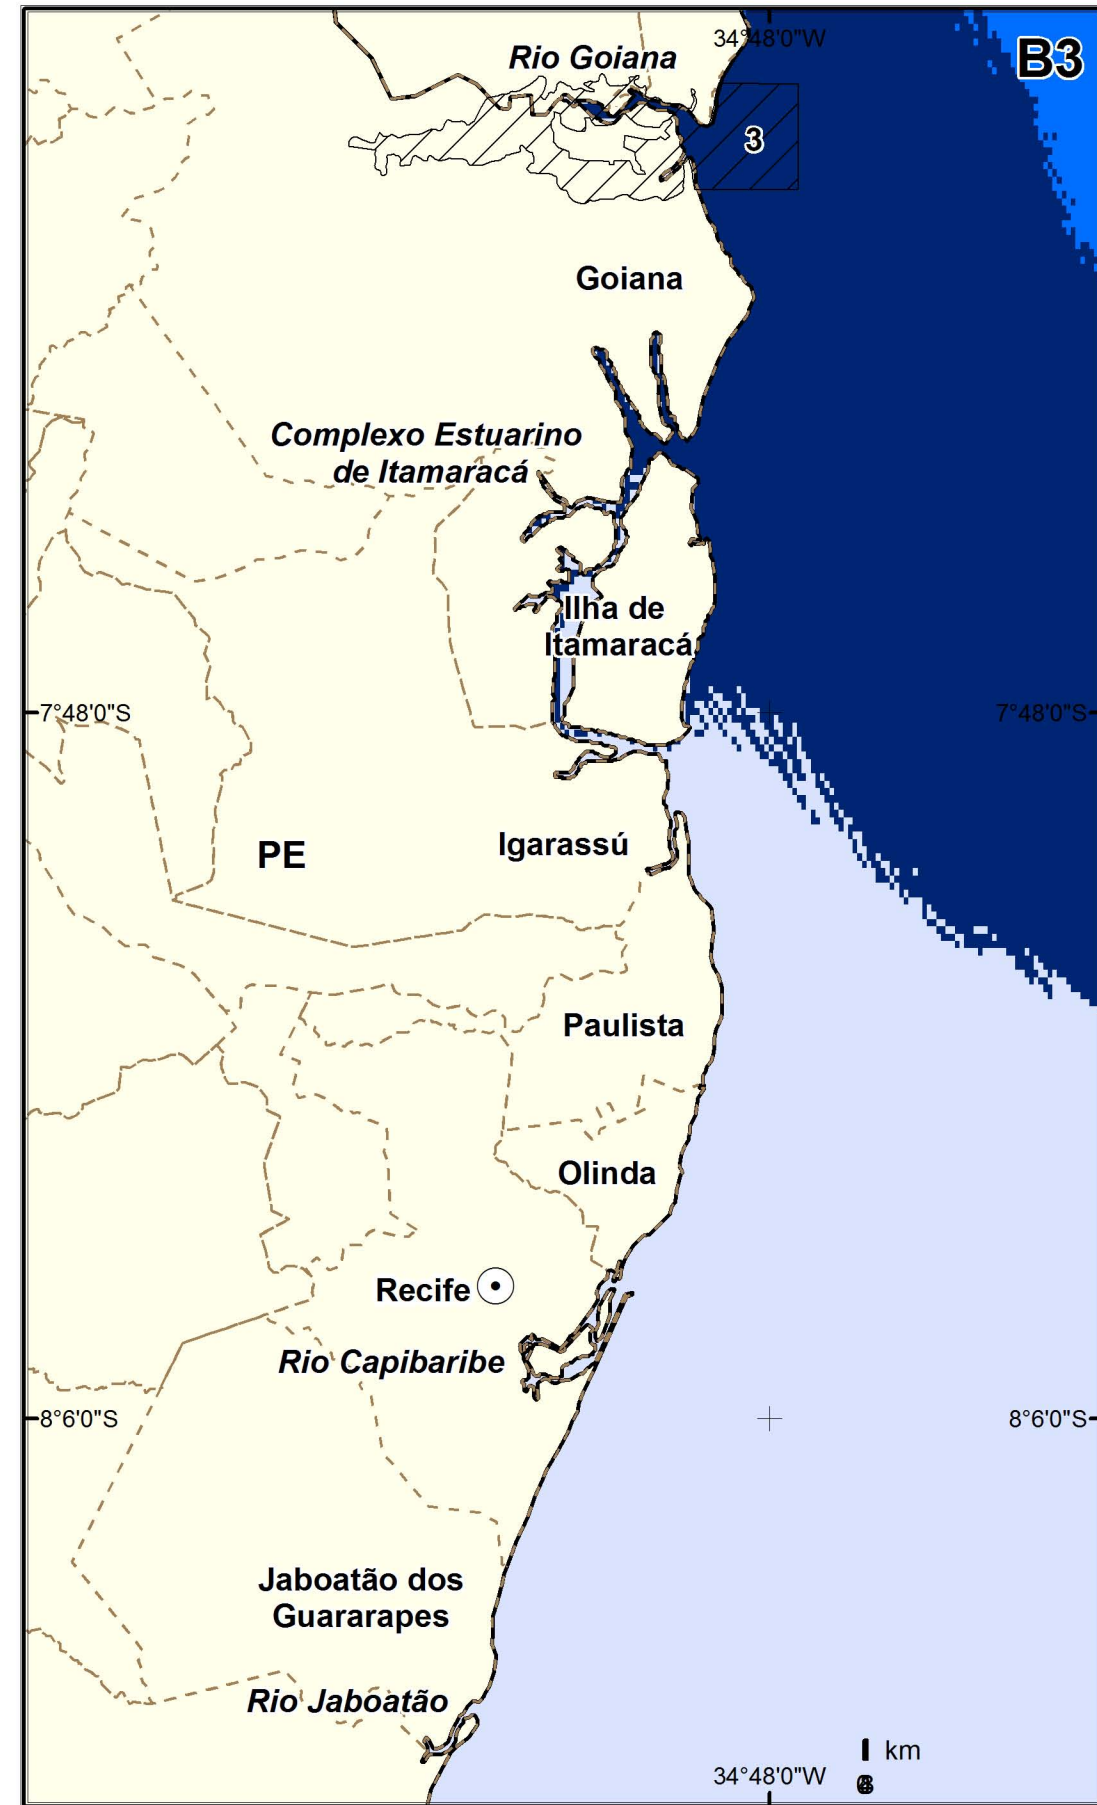 34°48'0"W
B3
Rio Goiana
3
Goiana
Complexo Estuarino
de Itamaracá
Ilha de
Itamaracá
7°48'0"S
7°48'0"S
Igarassú
PE
Paulista
Olinda
Recife
Rio Capibaribe
8°6'0"S
8°6'0"S
Jaboatão dos
Guararapes
Rio Jaboatão
km
34°48'0"W